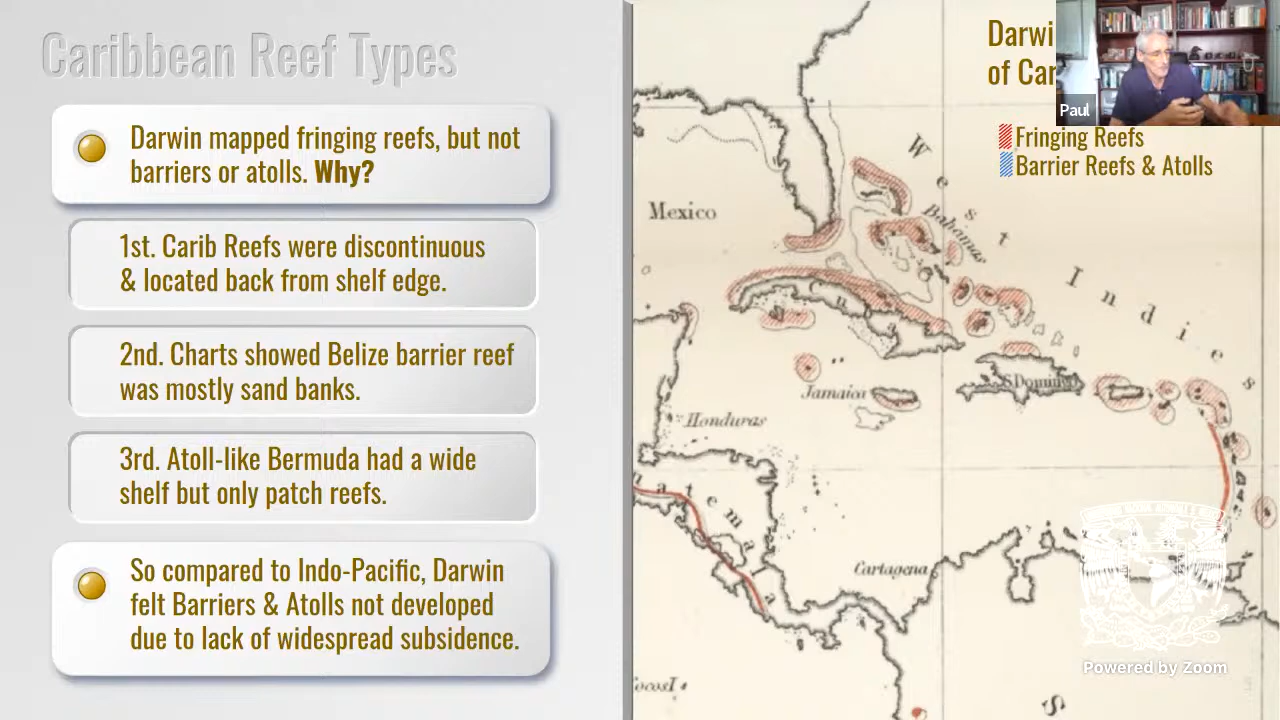 Caribbean Reef Types
Darwin mapped fringing reefs, but not
barriers or atolls. Why?
1st. Carib Reefs were discontinuous
& located back from shelf edge.
2nd. Charts showed Belize barrier reef
was mostly sand banks.
3rd. Atoll-like Bermuda had a wide
shelf but only patch reefs.
So compared to Indo-Pacific, Darwin
felt Barriers & Atolls not developed
due to lack of widespread subsidence.
Darwi
of Car
Paul
Fringing Reefs
Barrier Reefs & Atolls
West Indies
Mexico
Bahamas
Cuba
Jamaica
S. Domingo
Honduras
Cartagena
Cocos I.
S
Powered by Zoom